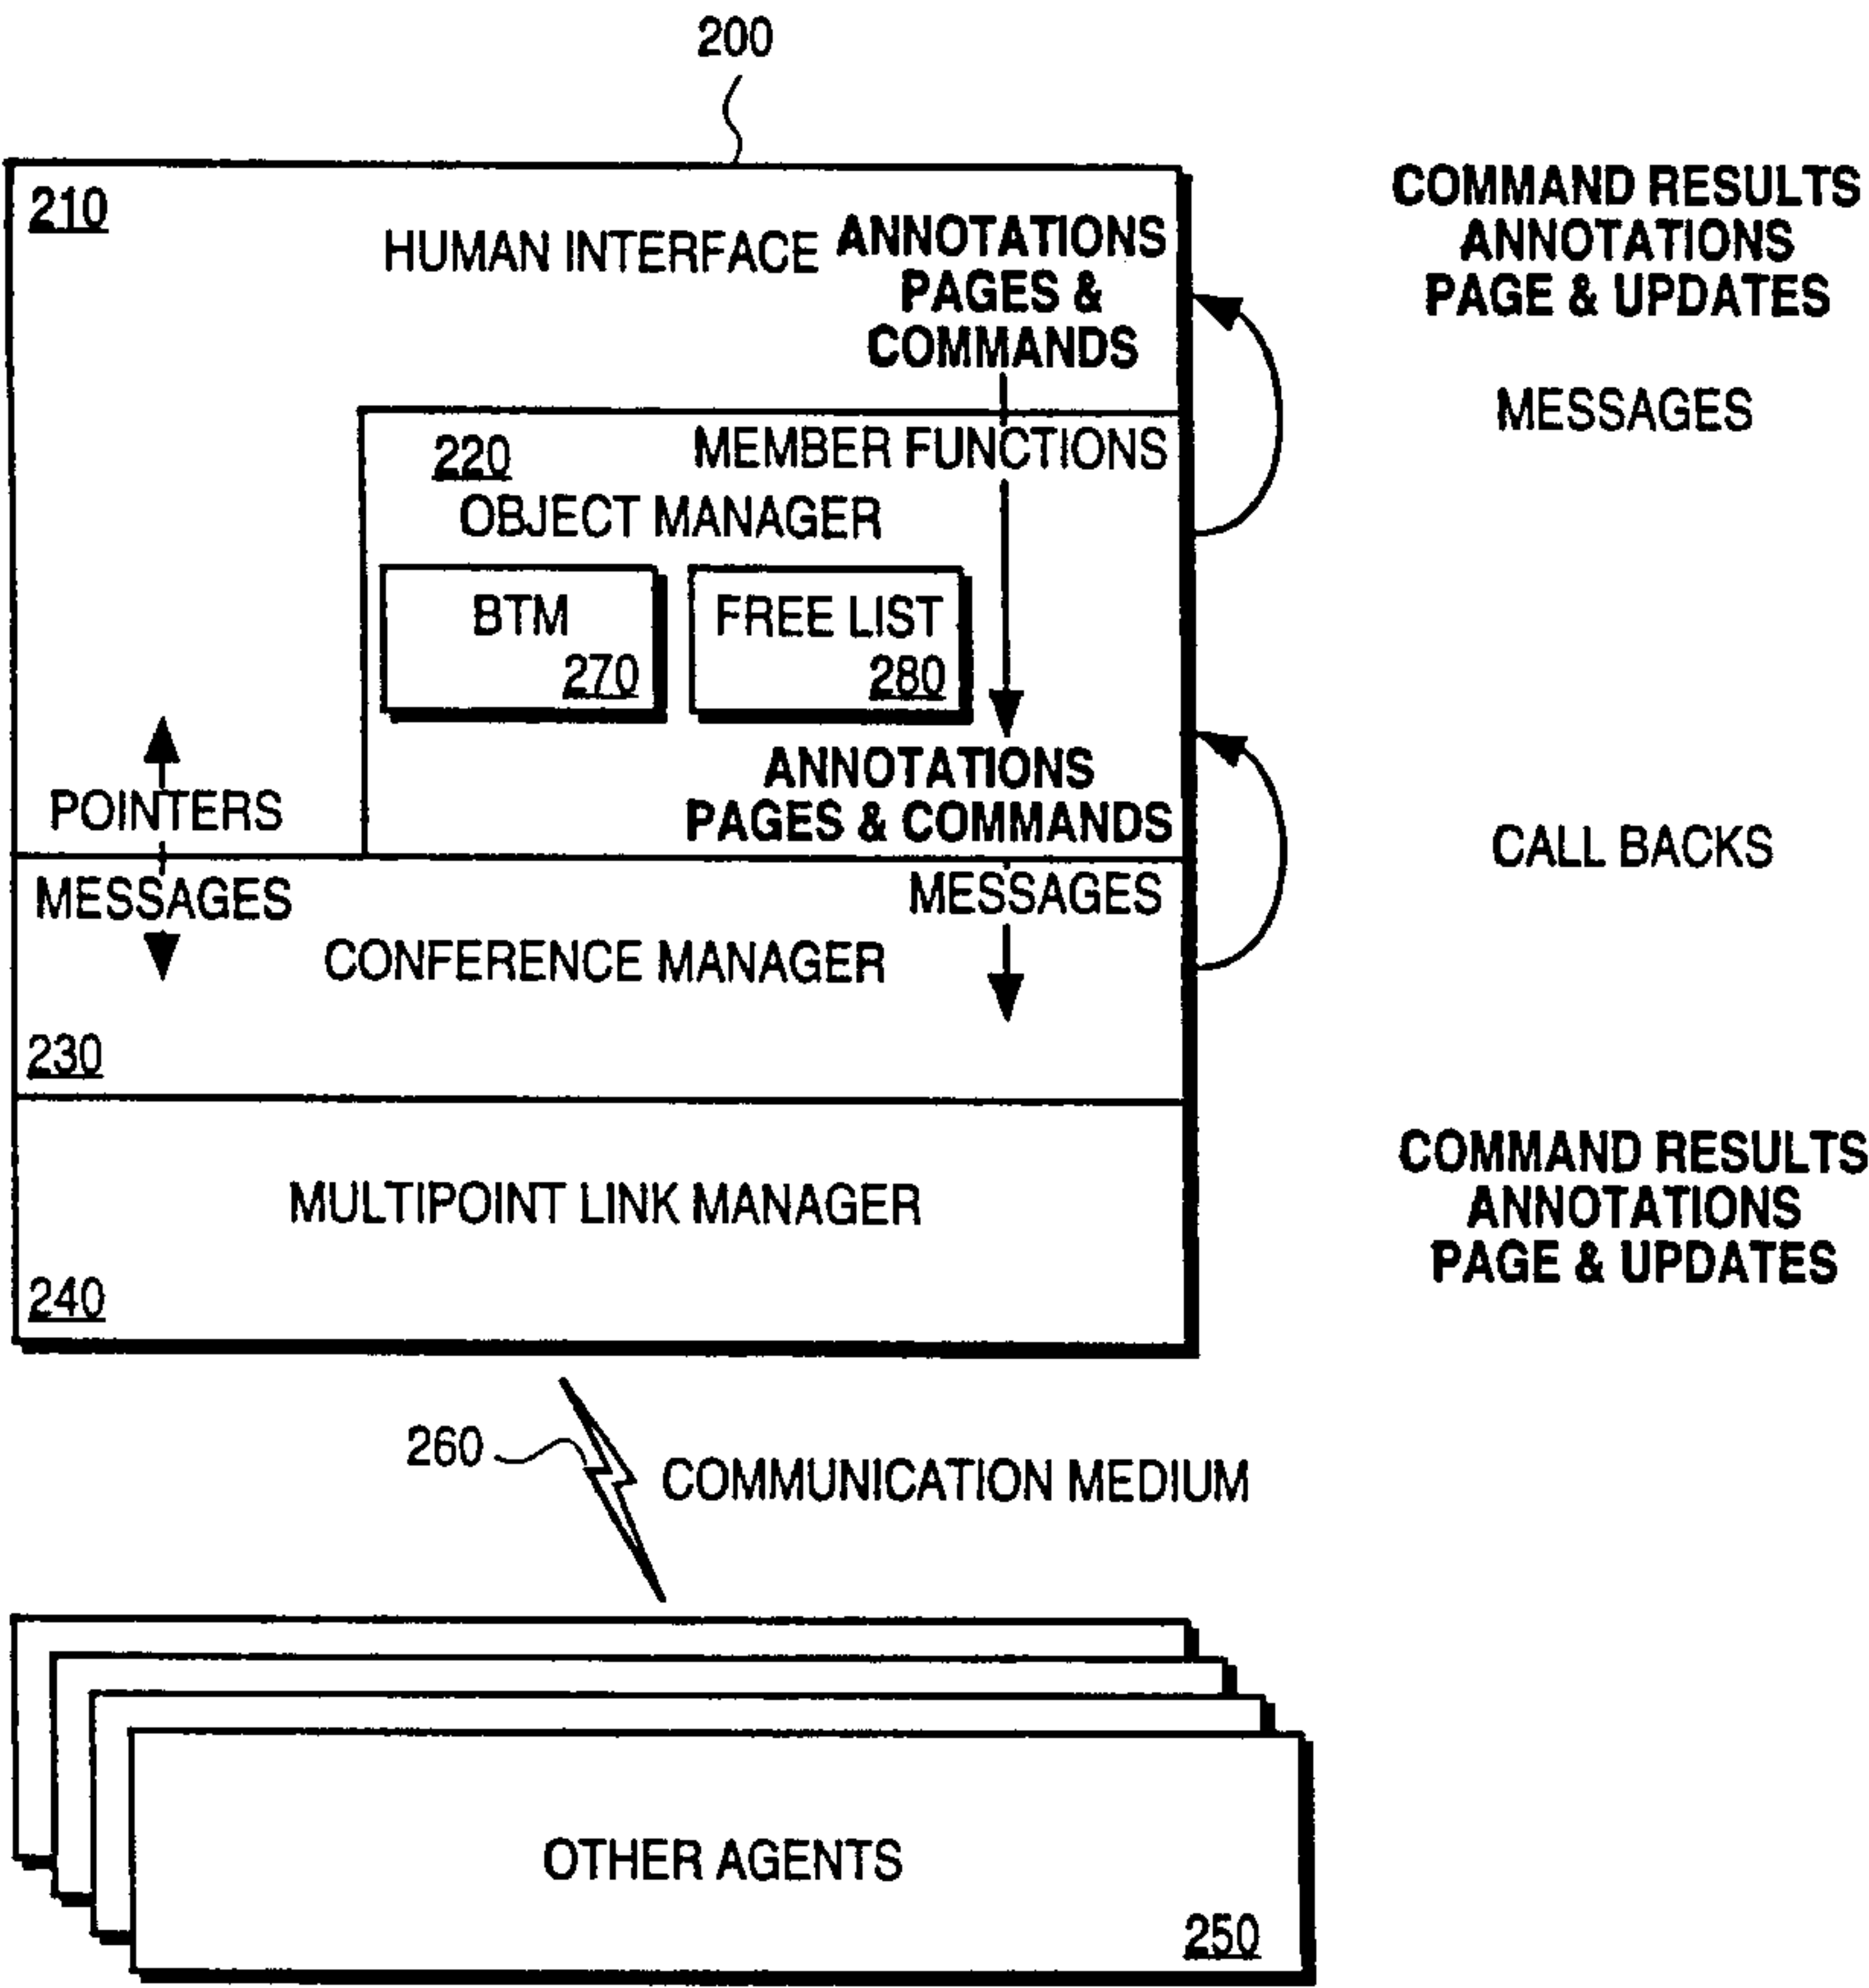 200
210
HUMAN INTERFACE
ANNOTATIONS
PAGES &
COMMANDS
COMMAND RESULTS
ANNOTATIONS
PAGE & UPDATES
MESSAGES
220
MEMBER FUNCTIONS
OBJECT MANAGER
BTM
270
FREE LIST
280
ANNOTATIONS
PAGES & COMMANDS
POINTERS
CALL BACKS
MESSAGES
MESSAGES
CONFERENCE MANAGER
230
COMMAND RESULTS
ANNOTATIONS
PAGE & UPDATES
MULTIPOINT LINK MANAGER
240
260
COMMUNICATION MEDIUM
OTHER AGENTS
250